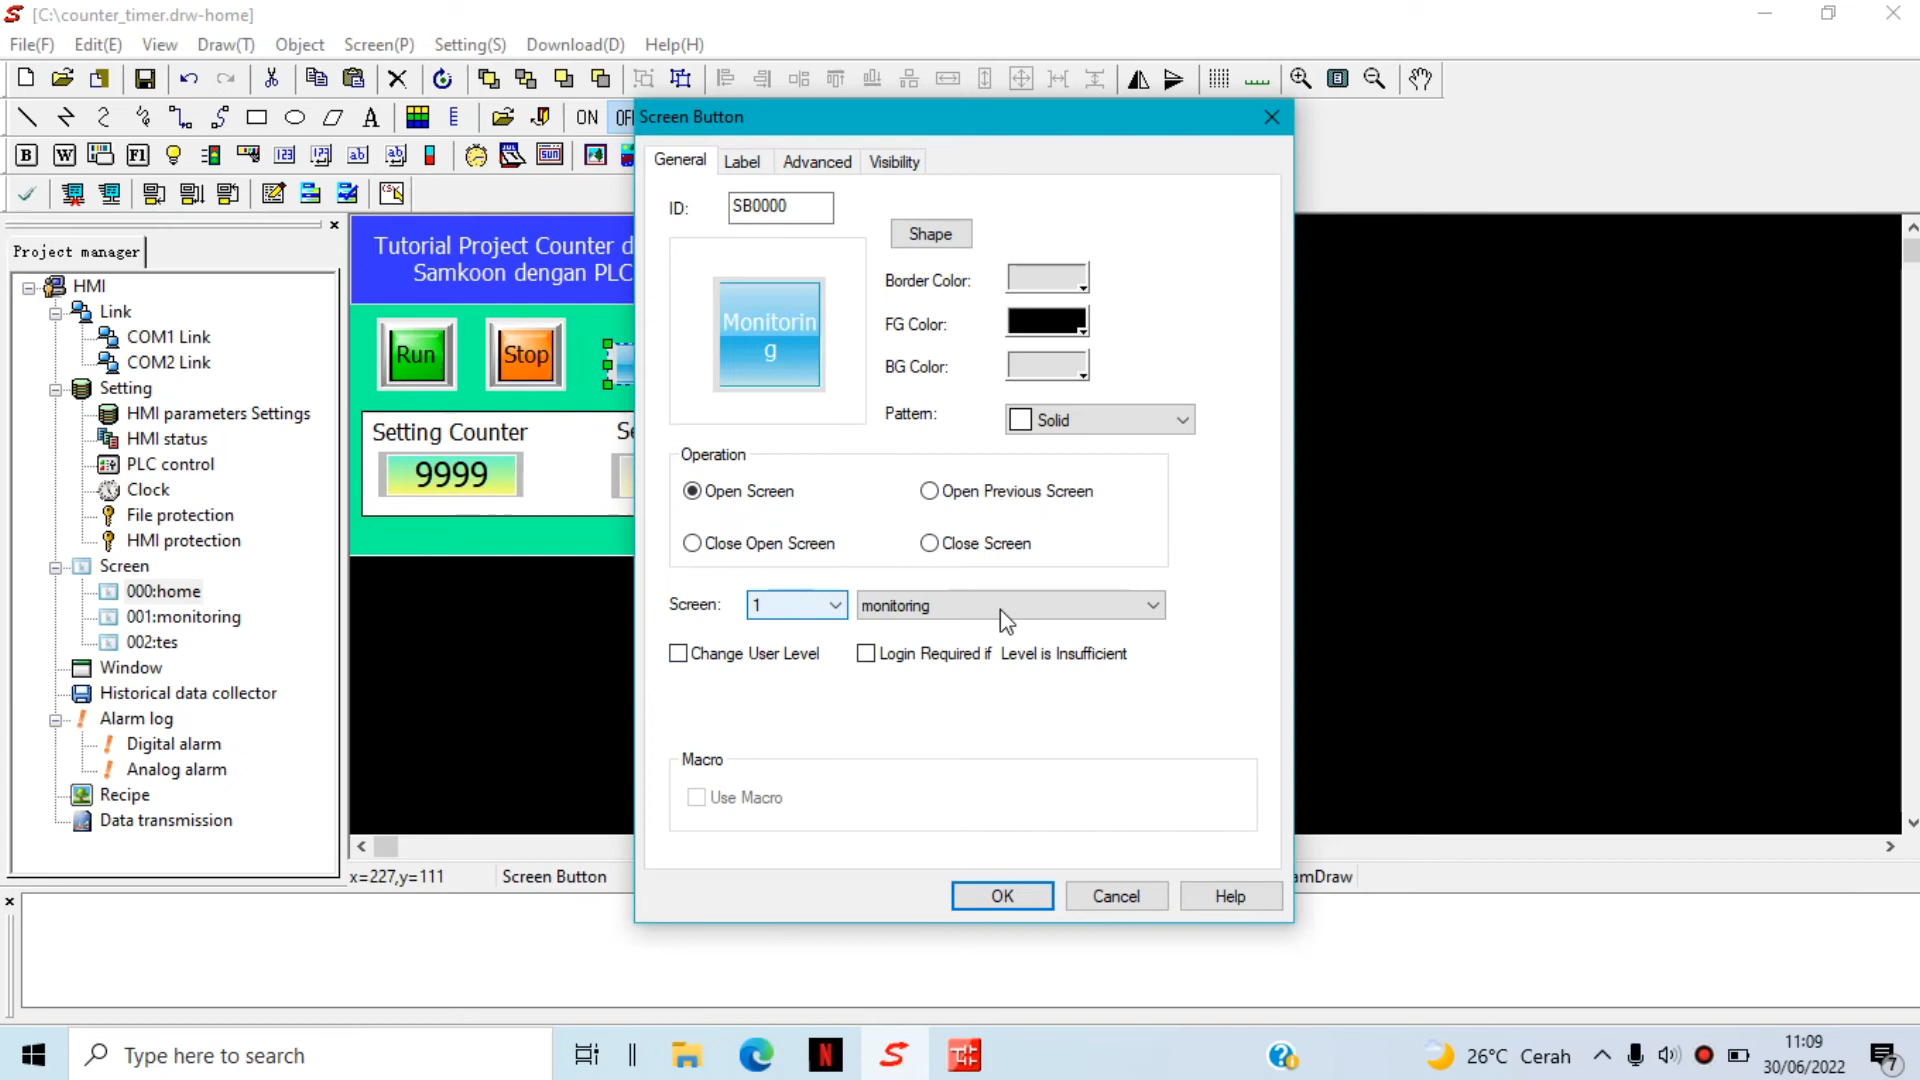 [C:\counter_timer.drw-home]
File(F) Edit(E) View Draw(T) Object Screen(P) Setting(S) Download(D) Help(H)
ON
Screen Button
General Label Advanced Visibility
ID: SB0000
Shape
Border Color:
FG Color:
BG Color:
Pattern: Solid
Monitorin
g
Operation
Open Screen Open Previous Screen
Close Open Screen Close Screen
Screen: 1 monitoring
Change User Level Login Required if Level is Insufficient
Macro
Use Macro
OK Cancel Help
Project manager
HMI
Link
COM1 Link
COM2 Link
Setting
HMI parameters Settings
HMI status
PLC control
Clock
File protection
HMI protection
Screen
000:home
001:monitoring
002:tes
Window
Historical data collector
Alarm log
Digital alarm
Analog alarm
Recipe
Data transmission
Tutorial Project Counter d
Samkoon dengan PLC
Run Stop
Setting Counter Se
9999
x=227,y=111 Screen Button amDraw
Type here to search
26°C Cerah
11:09
30/06/2022
7